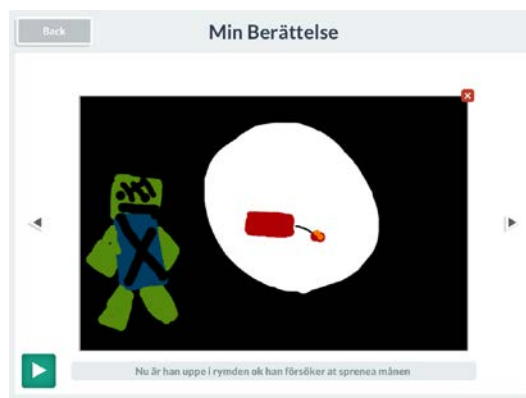 Back
Min Berättelse
Nu är han uppe i rymden ok han försöker at sprenea månen